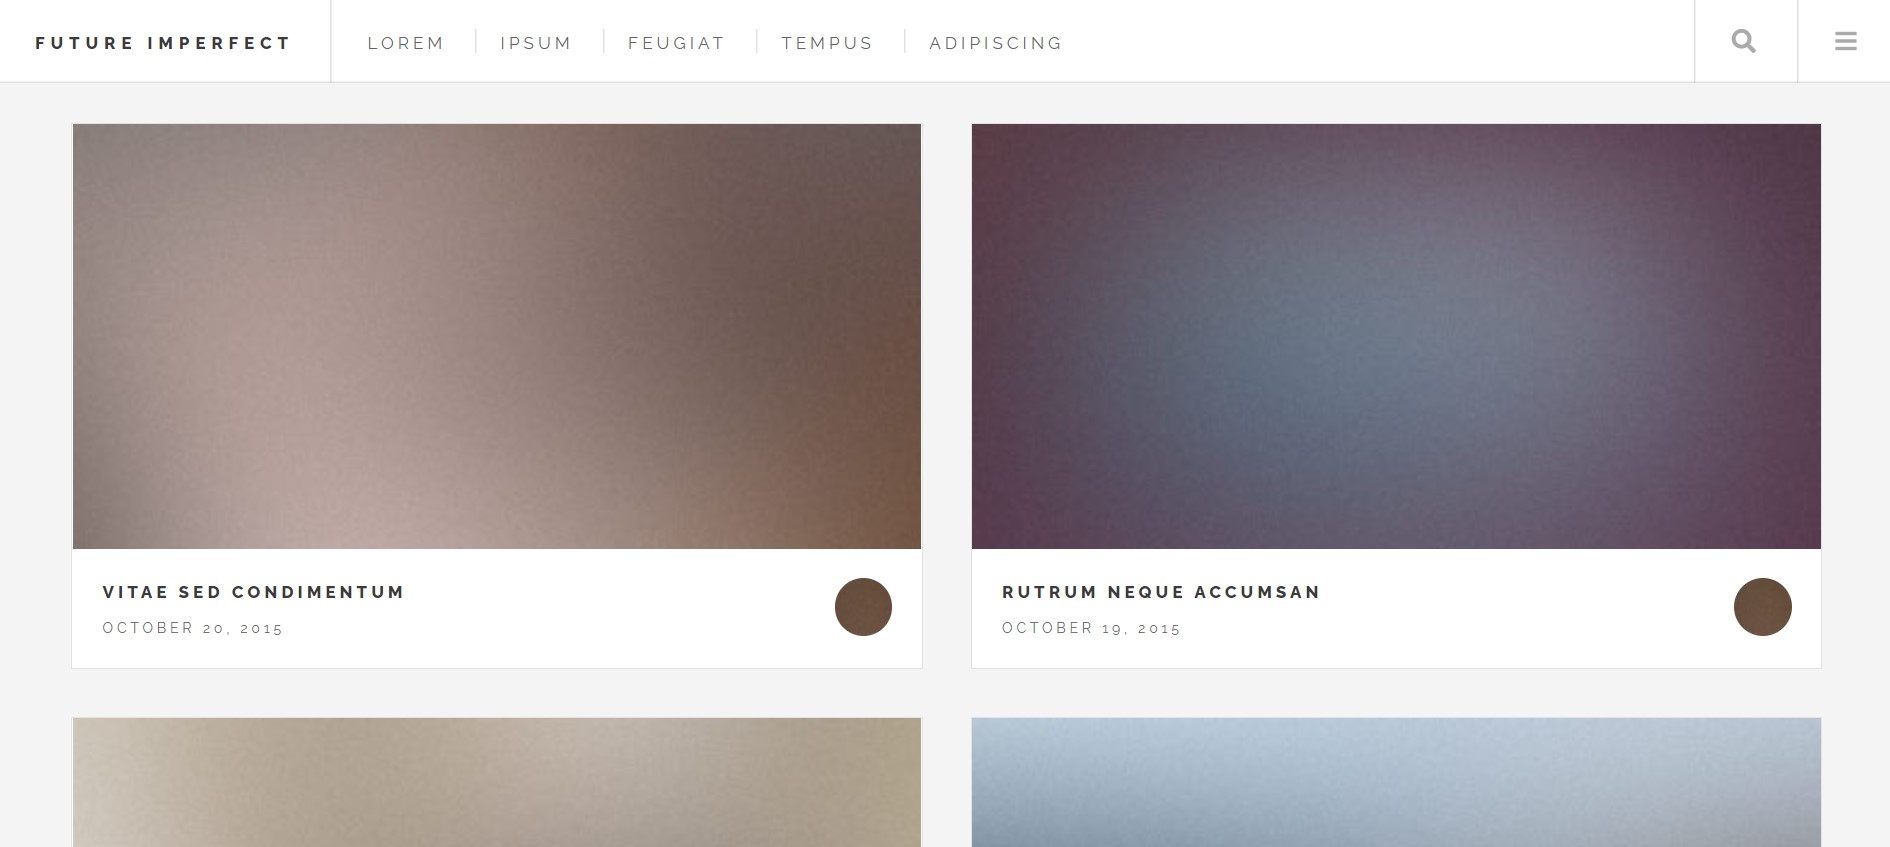 FUTURE IMPERFECT
LOREM
IPSUM
FEUGIAT
TEMPUS
ADIPISCING
VITAE SED CONDIMENTUM
OCTOBER 20, 2015
RUTRUM NEQUE ACCUMSAN
OCTOBER 19, 2015